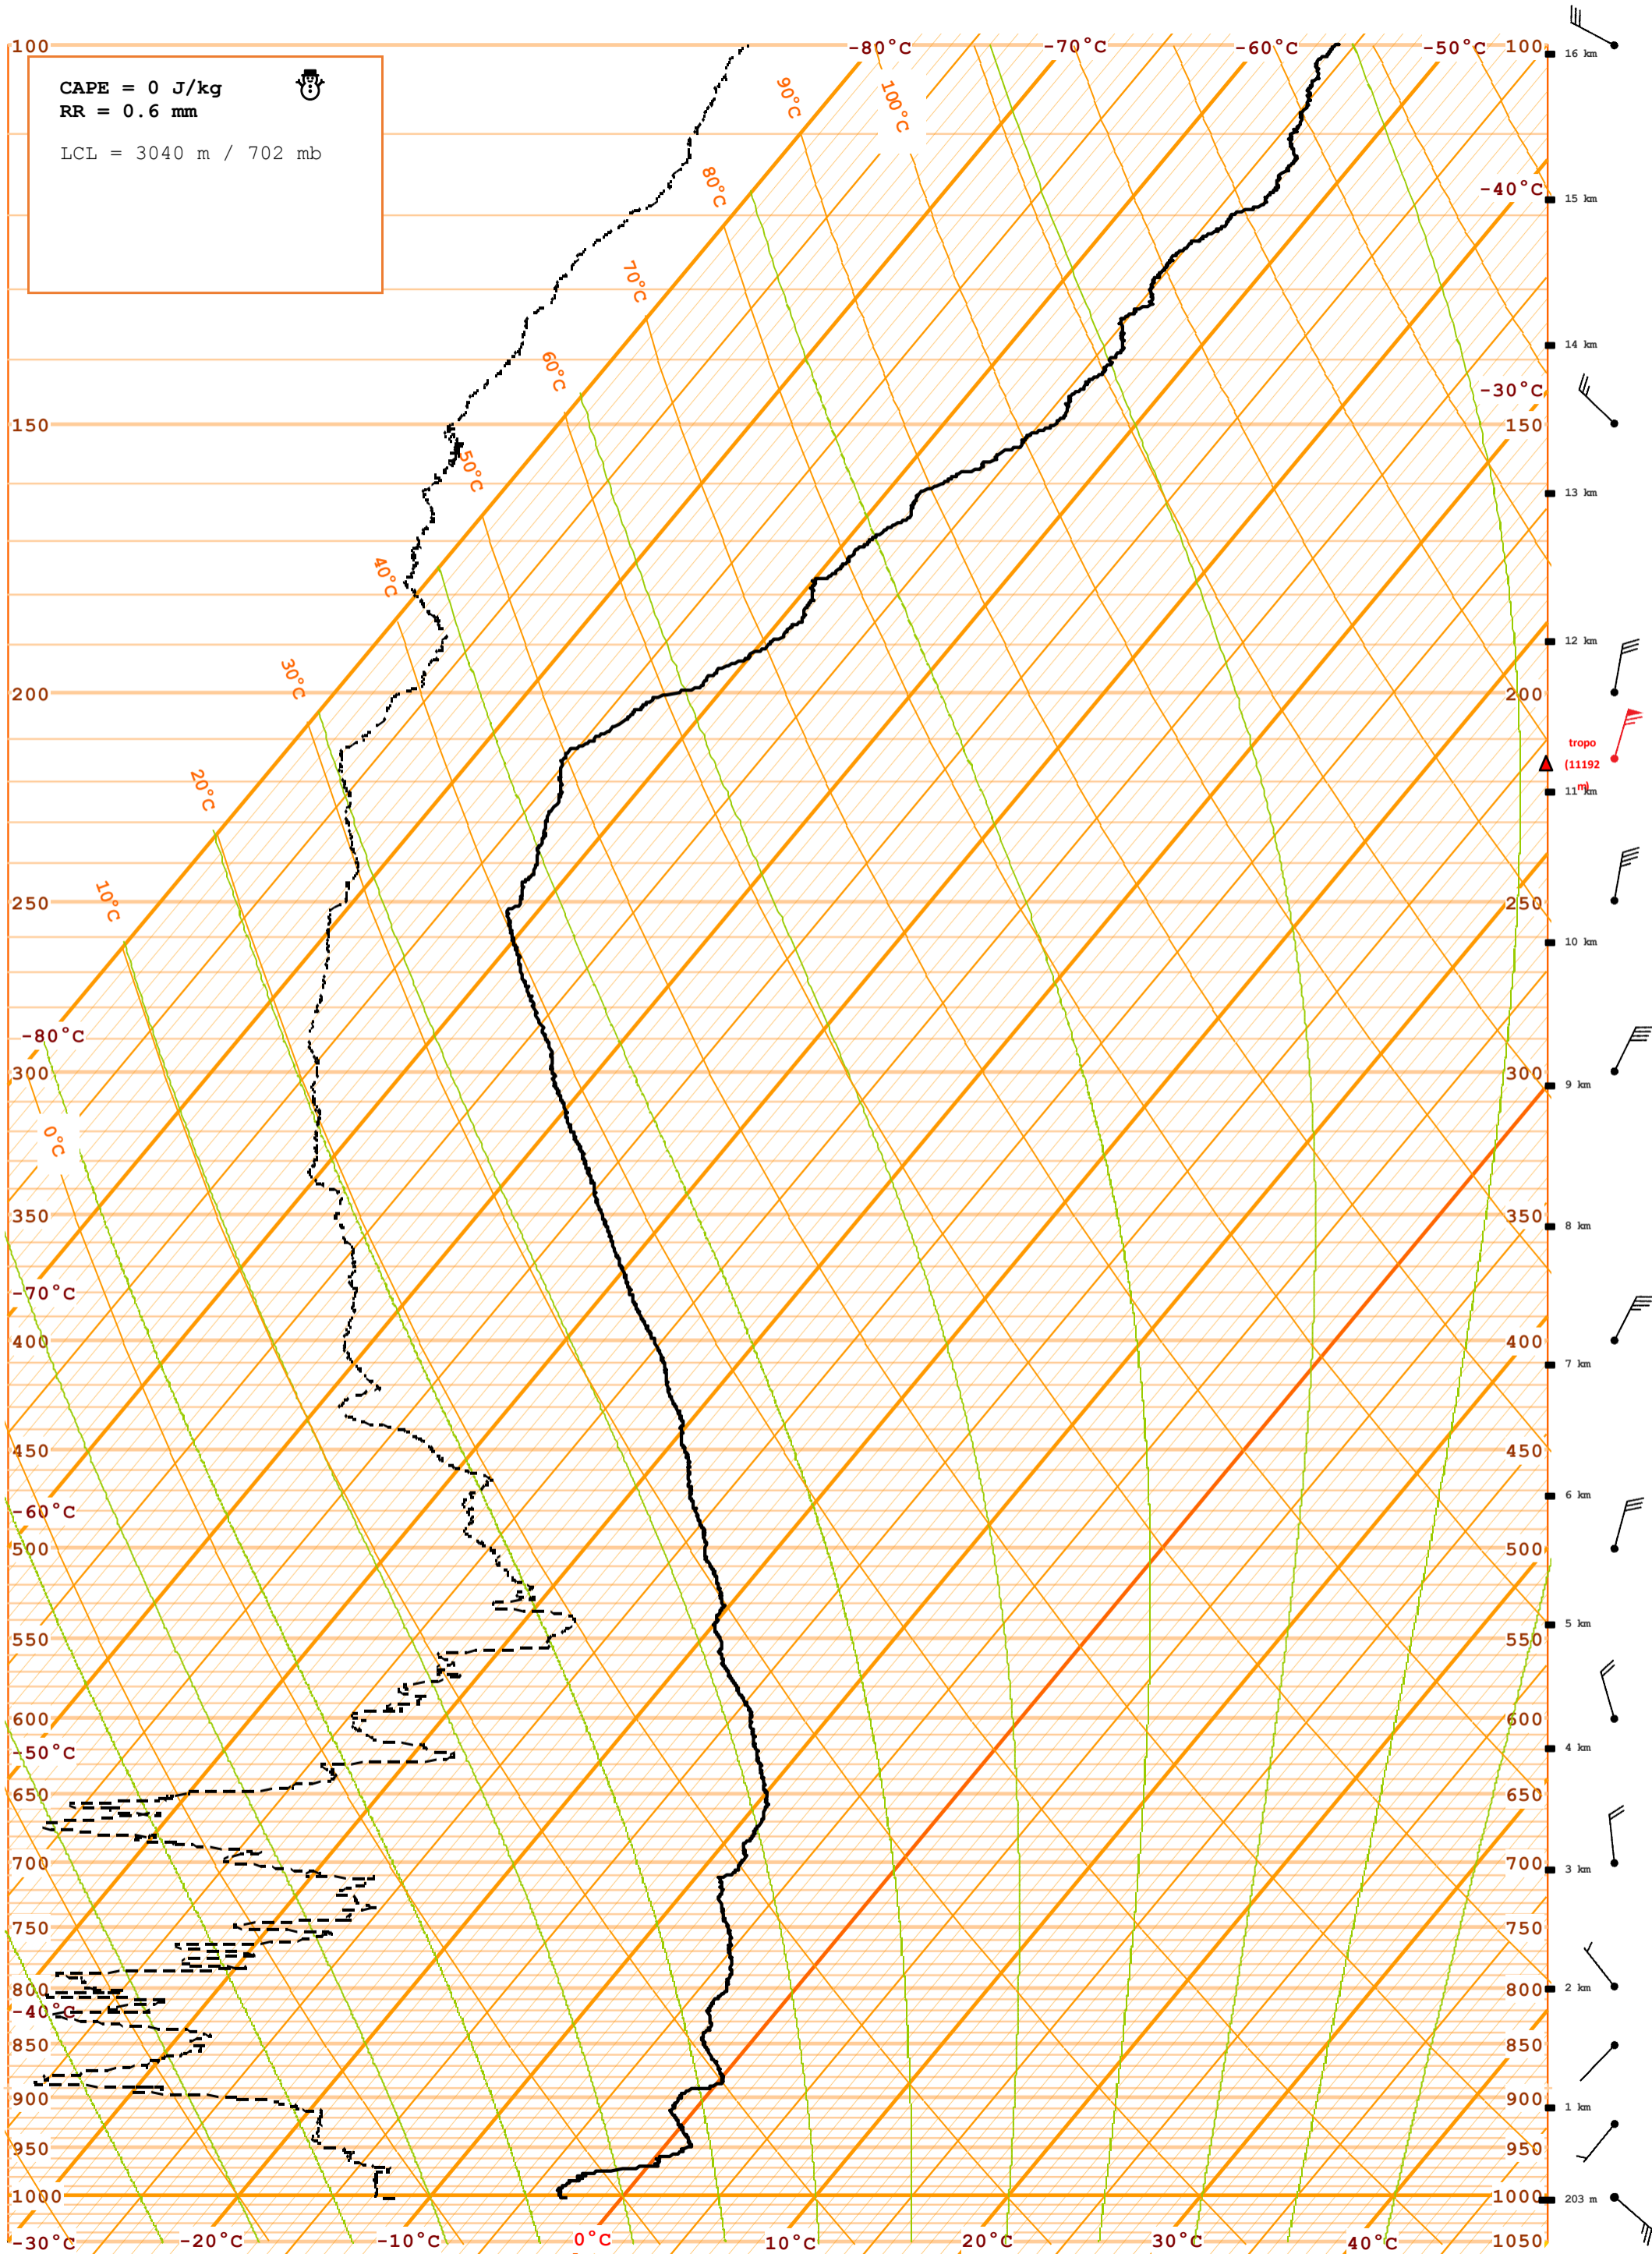 100 -80°C -70°C -60°C -50°C 100 16 km
CAPE = 0 J/kg
RR = 0.6 mm
LCL = 3040 m / 702 mb
90°C 100°C
80°C -40°C 15 km
70°C
14 km
60°C -30°C
150 150
50°C 13 km
40°C
12 km
30°C
200 200
tropo
(11192
m)
20°C 11 km
10°C 250 250
10 km
-80°C
300 300
9 km
0°C
350 350 8 km
-70°C
400 400
7 km
450 450
6 km
-60°C
500 500
5 km
550 550
600 600
-50°C 4 km
650 650
700 700 3 km
750 750
800 800 2 km
-40°C
850 850
900 900 1 km
950 950
1000 1000 203 m
-30°C -20°C -10°C 0°C 10°C 20°C 30°C 40°C 1050